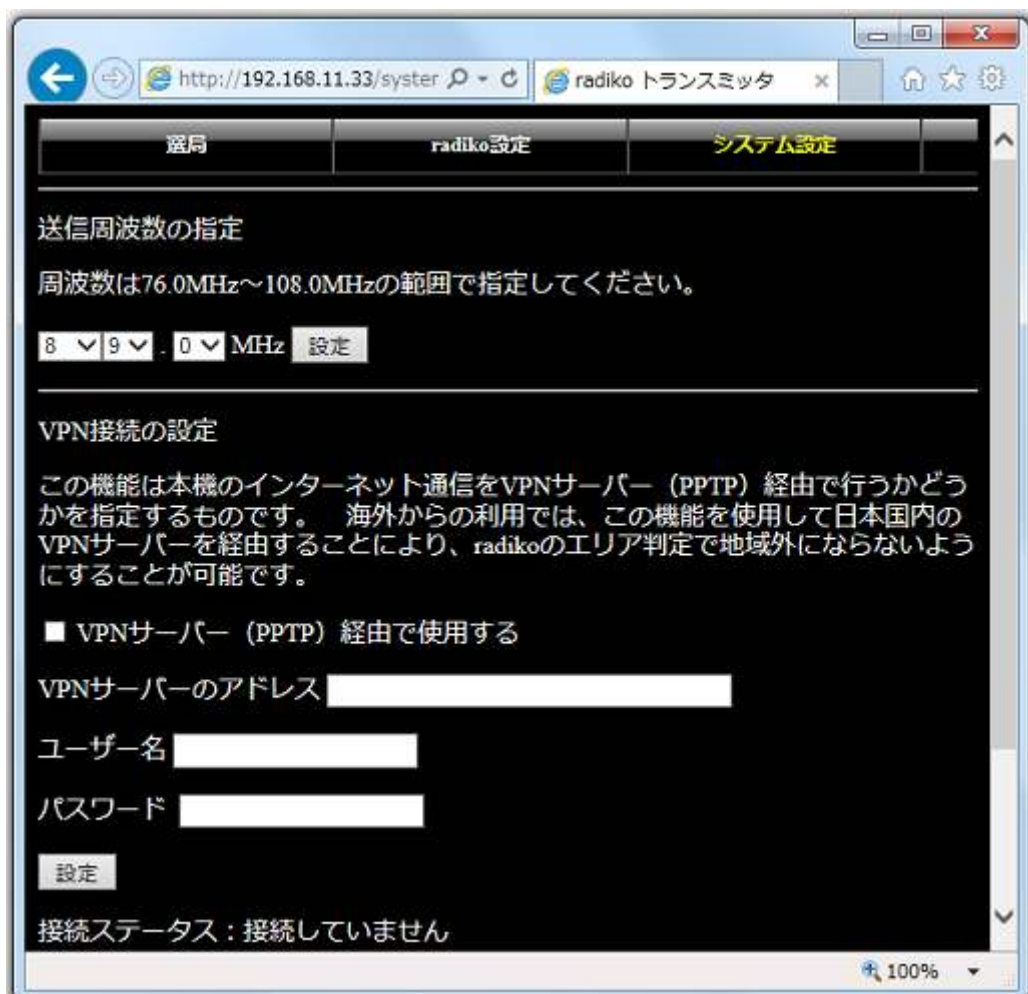 http://192.168.11.33/syster
radiko トランスミッタ
選局 radiko設定 システム設定
送信周波数の指定
周波数は76.0MHz～108.0MHzの範囲で指定してください。
8 9 . 0 MHz 設定
VPN接続の設定
この機能は本機のインターネット通信をVPNサーバー（PPTP）経由で行うかどう
かを指定するものです。　海外からの利用では、この機能を使用して日本国内の
VPNサーバーを経由することにより、radikoのエリア判定で地域外にならないよう
にすることが可能です。
VPNサーバー（PPTP）経由で使用する
VPNサーバーのアドレス
ユーザー名
パスワード
設定
接続ステータス：接続していません
100%